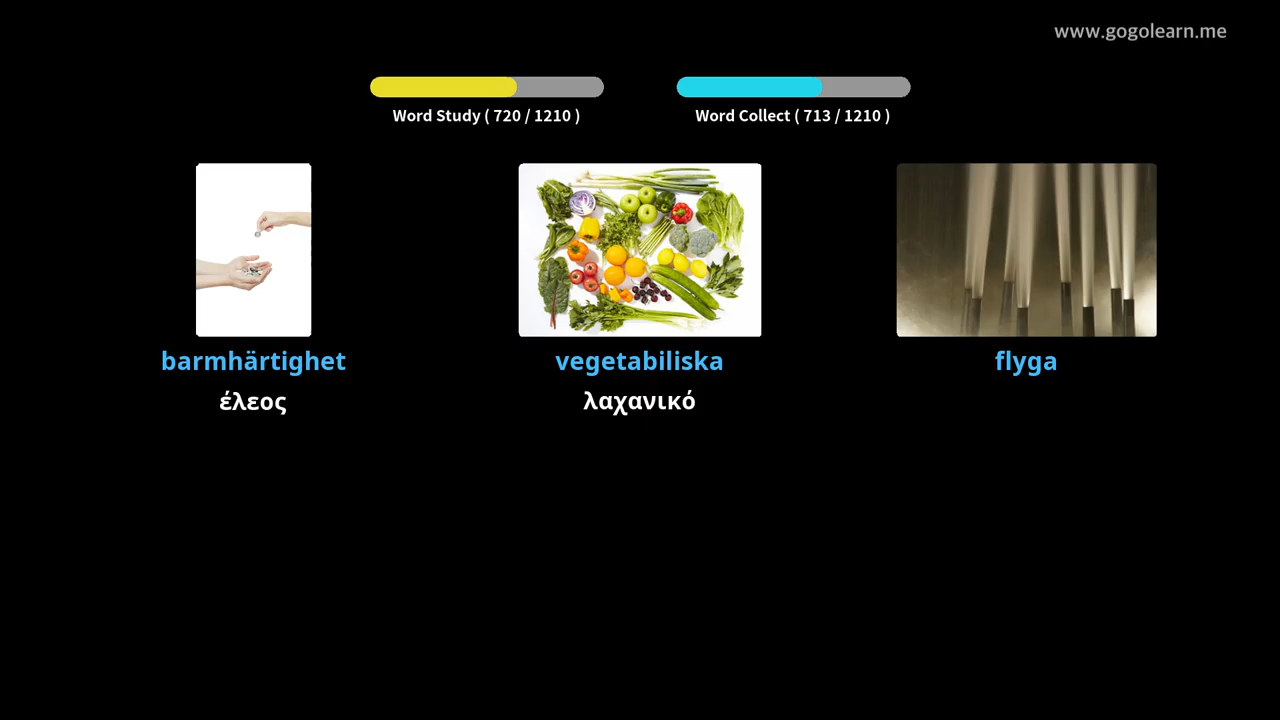 www.gogolearn.me
Word Study ( 720 / 1210 )
Word Collect ( 713 / 1210 )
barmhärtighet
vegetabiliska
flyga
έλεος
λαχανικό